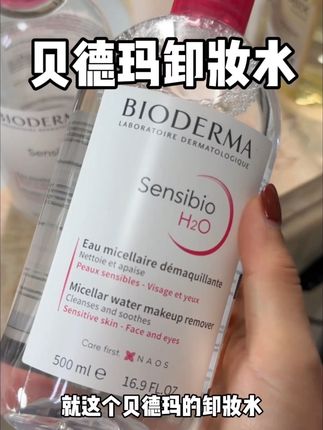 贝德玛卸妝水
BIODERMA
LABORATOIRE DERMATOLOGIQUE
Sensibio
H2O
Eau micellaire démaquillante
Nettoie et apaise
Peaux sensibles - Visage et yeux
Micellar water makeup remover
Cleanses and soothes
Sensitive skin - Face and eyes
Care first. NAOS
500 ml e 16.9 FL.OZ
就这个贝德玛的卸妝水